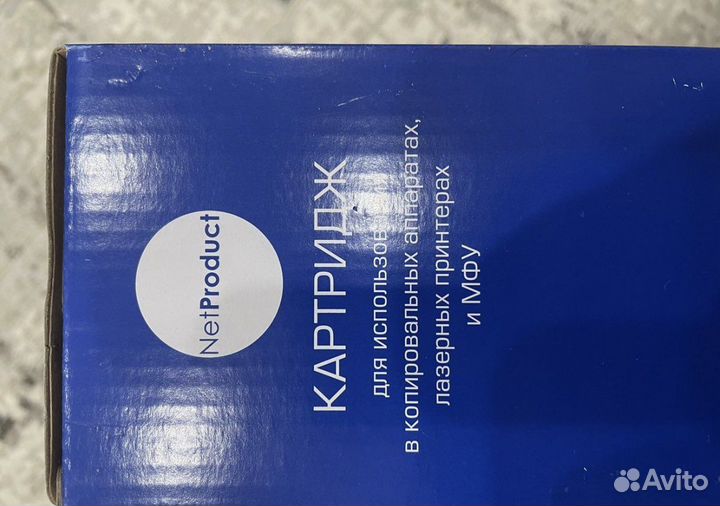 NetProduct
КАРТРИДЖ
для использов
в копировальных аппаратах,
лазерных принтерах
и МФУ
Avito